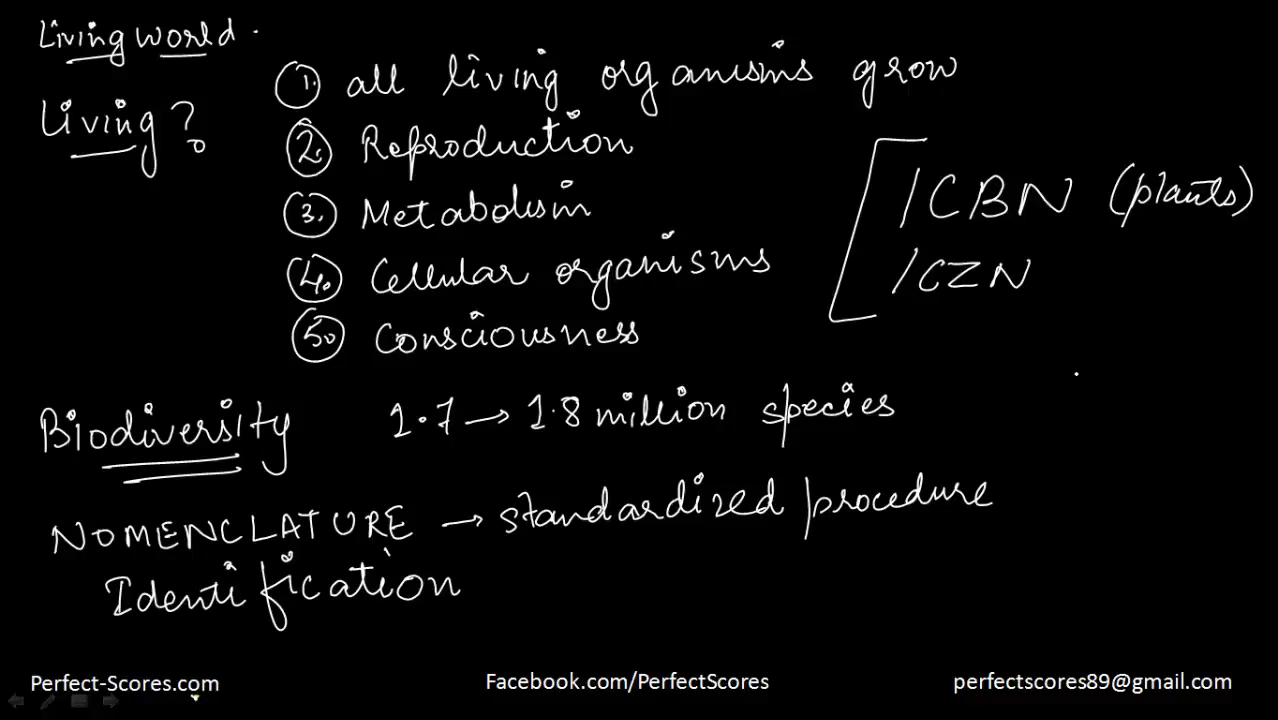 Living world.
Living?
1. all living organisms grow
2. Reproduction
3. Metabolism
4. Cellular organisms
5. Consciousness
ICBN (plants)
ICZN
Biodiversity 1.7 → 1.8 million species
NOMENCLATURE → standardized procedure
Identification
Perfect-Scores.com Facebook.com/PerfectScores perfectscores89@gmail.com